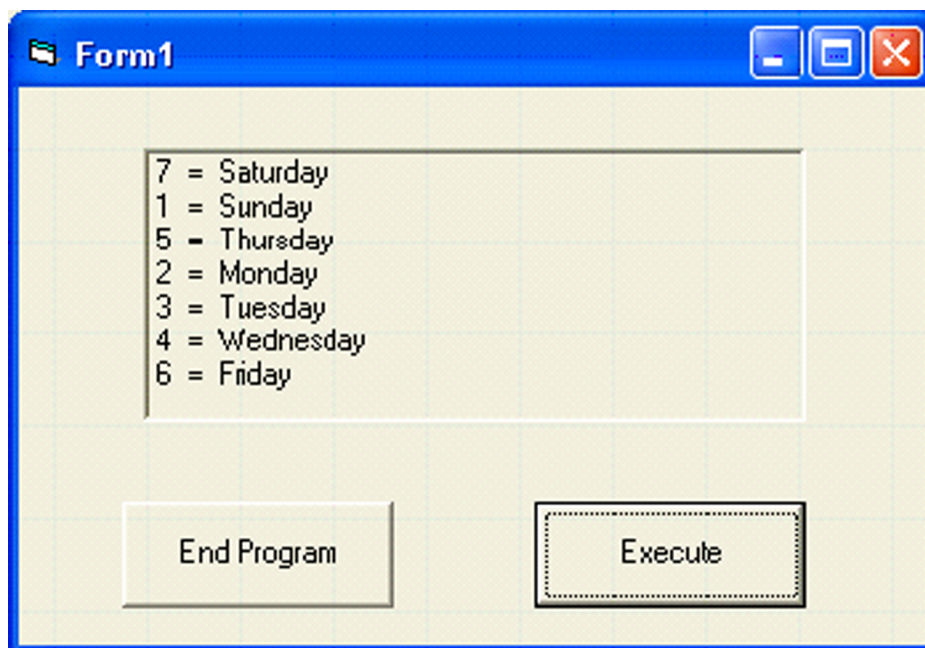 Form1
7 = Saturday
1 = Sunday
5 = Thursday
2 = Monday
3 = Tuesday
4 = Wednesday
6 = Friday
End Program
Execute